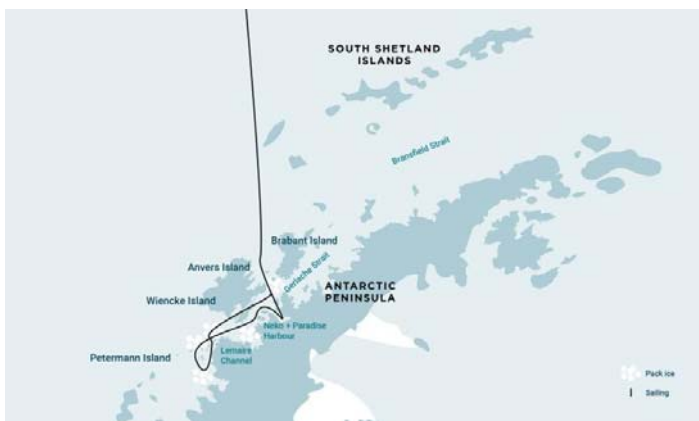 SOUTH SHETLAND
ISLANDS
Bransfield Strait
Brabant Island
Anvers Island
Gerlache Strait
ANTARCTIC
PENINSULA
Wiencke Island
Neko + Paradise
Harbour
Lemaire
Channel
Petermann Island
Pack ice
Sailing